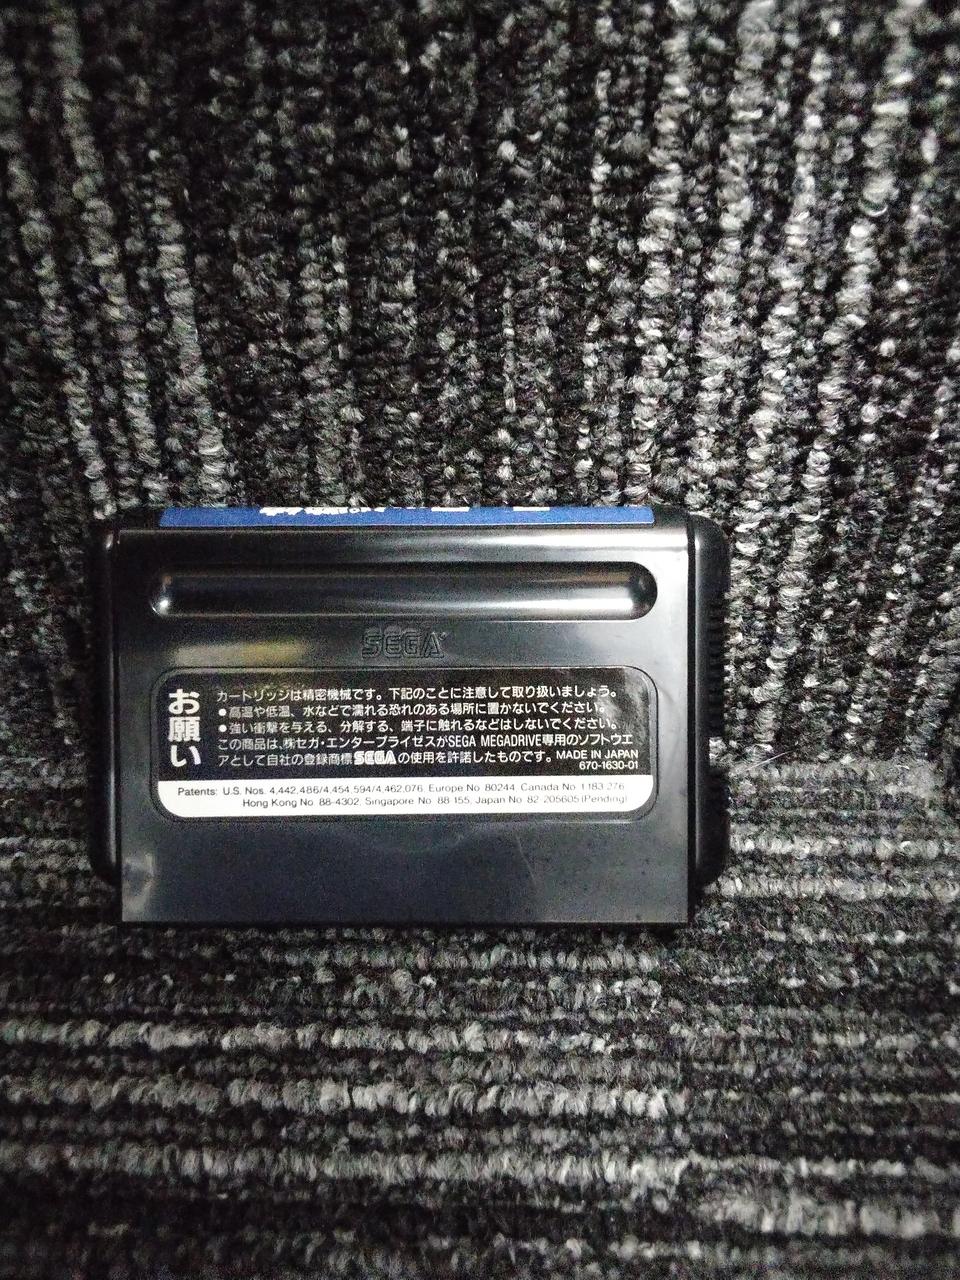 SEGA
お願い
カートリッジは精密機械です。下記のことに注意して取り扱いましょう。
●高温や低温、水などで濡れる恐れのある場所に置かないでください。
●強い衝撃を与える、分解する、端子に触れるなどはしないでください。
この商品は、㈱セガ・エンタープライゼスがSEGA MEGADRIVE専用のソフトウエ
アとして自社の登録商標SEGAの使用を許諾したものです。MADE IN JAPAN
670-1630-01
Patents: U.S. Nos. 4,442,486/4,454,594/4,462,076 Europe No. 80244 Canada No. 1183 276
Hong Kong No. 88-4302, Singapore No. 88 155, Japan No. 82-205605 (Pending)